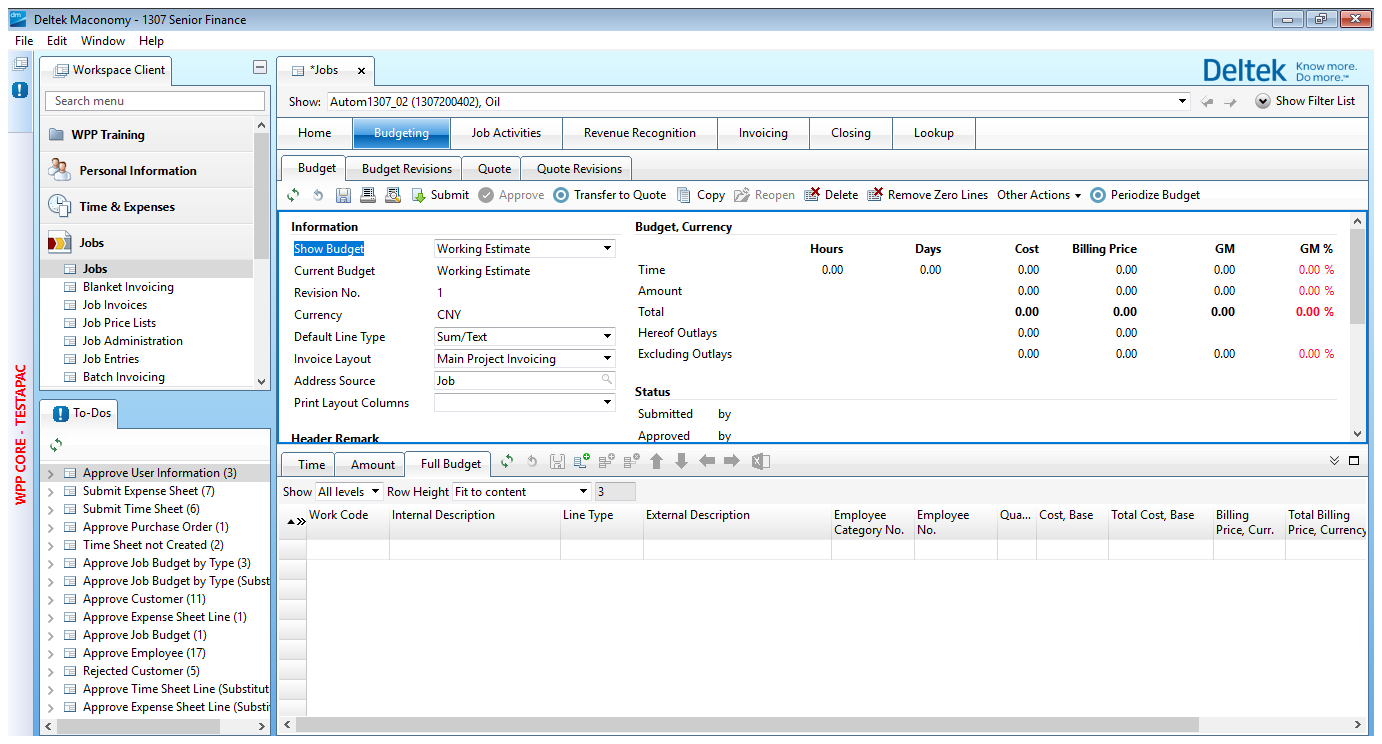 Deltek Maconomy - 1307 Senior Finance
File Edit Window Help
Workspace Client
Search menu
WPP Training
Personal Information
Time & Expenses
Jobs
Jobs
Blanket Invoicing
Job Invoices
Job Price Lists
Job Administration
Job Entries
Batch Invoicing
WPP CORE - TESTAPAC
To-Dos
Approve User Information (3)
Submit Expense Sheet (7)
Submit Time Sheet (6)
Approve Purchase Order (1)
Time Sheet not Created (2)
Approve Job Budget by Type (3)
Approve Job Budget by Type (Subst
Approve Customer (11)
Approve Expense Sheet Line (1)
Approve Job Budget (1)
Approve Employee (17)
Rejected Customer (5)
Approve Time Sheet Line (Substitut
Approve Expense Sheet Line (Substi
*Jobs
Deltek Know more. Do more.™
Show: Autom1307_02 (1307200402), Oil Show Filter List
Home Budgeting Job Activities Revenue Recognition Invoicing Closing Lookup
Budget Budget Revisions Quote Quote Revisions
Submit Approve Transfer to Quote Copy Reopen Delete Remove Zero Lines Other Actions Periodize Budget
Information
Show Budget Working Estimate
Current Budget Working Estimate
Revision No. 1
Currency CNY
Default Line Type Sum/Text
Invoice Layout Main Project Invoicing
Address Source Job
Print Layout Columns
Header Remark
Budget, Currency
Hours Days Cost Billing Price GM GM %
Time 0.00 0.00 0.00 0.00 0.00 0.00 %
Amount 0.00 0.00 0.00 0.00 %
Total 0.00 0.00 0.00 0.00 %
Hereof Outlays 0.00 0.00
Excluding Outlays 0.00 0.00 0.00 0.00 %
Status
Submitted by
Approved by
Time Amount Full Budget
Show All levels Row Height Fit to content 3
Work Code Internal Description Line Type External Description Employee Category No. Employee No. Qua... Cost, Base Total Cost, Base Billing Price, Curr. Total Billing Price, Currency